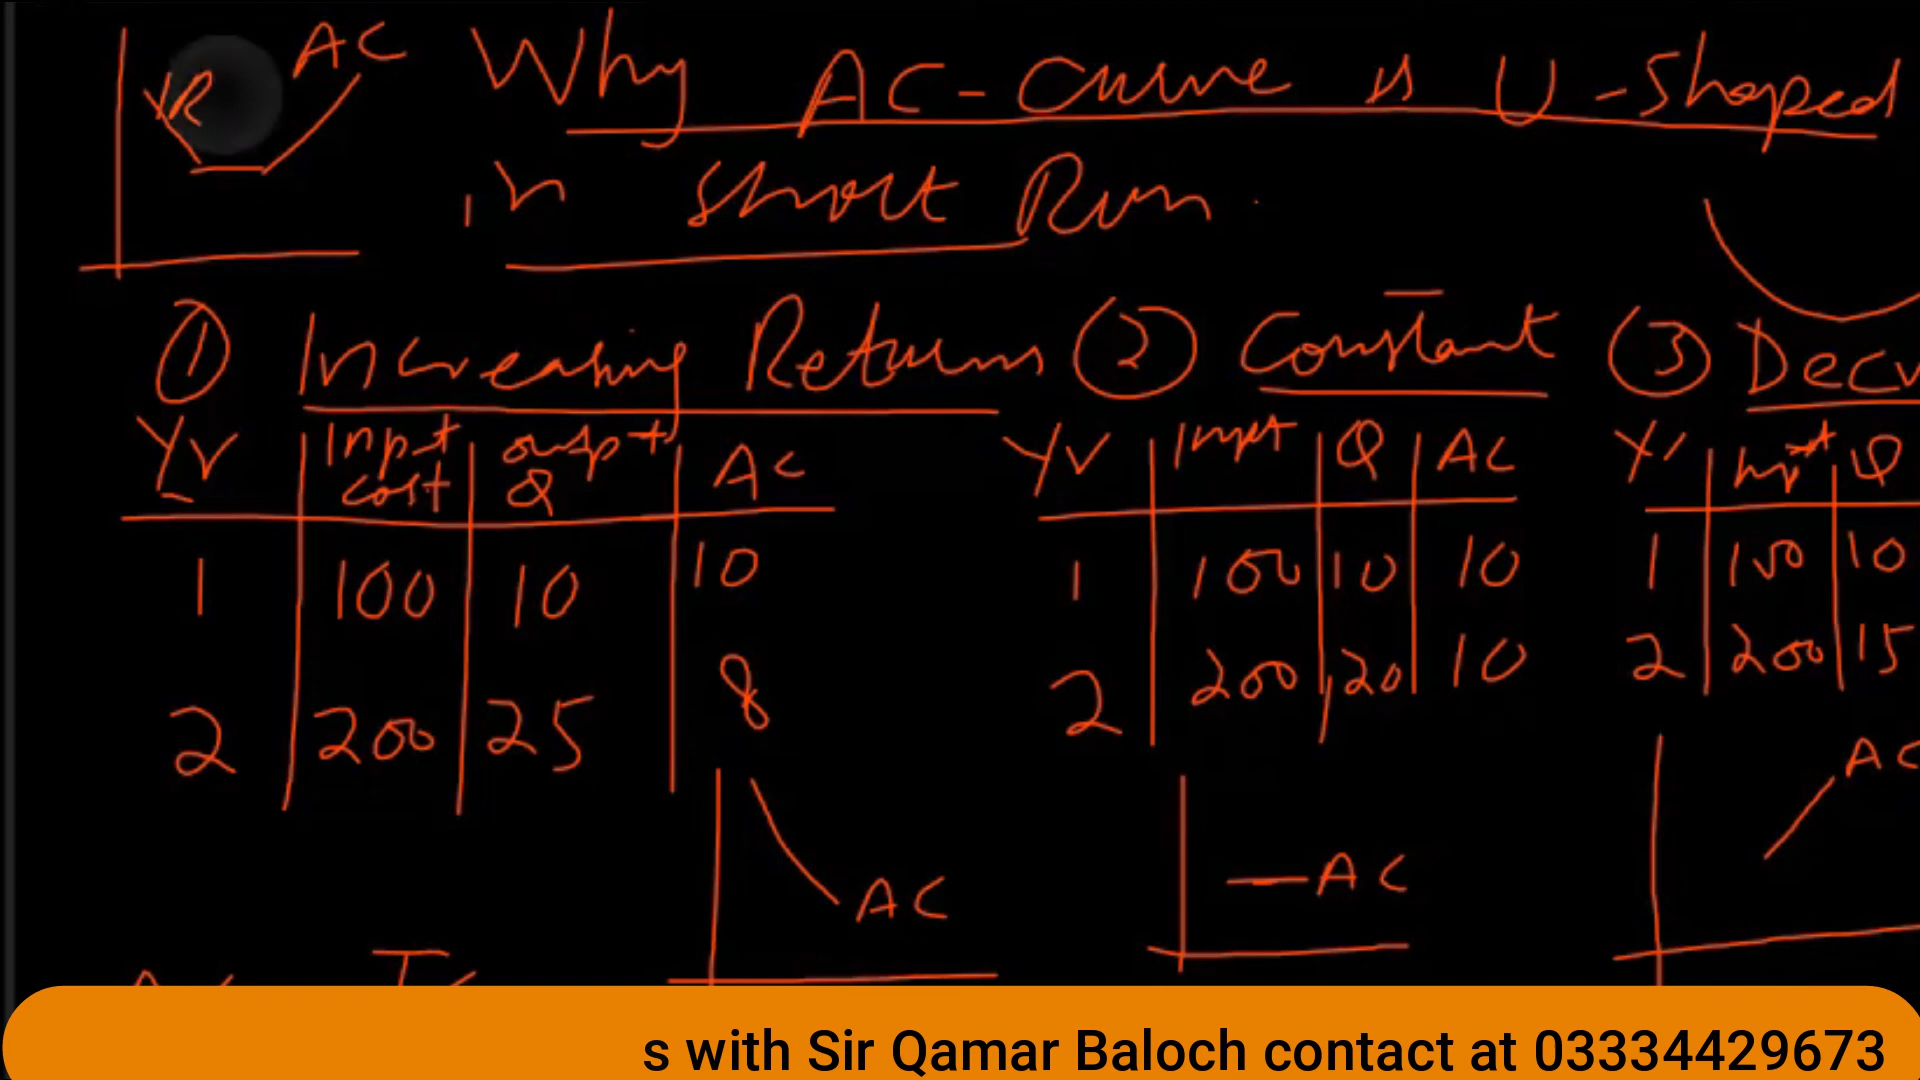 AC Why AC-Curve is U-Shaped
IR
in Short Run.
1 Increasing Returns 2 Constant 3 Decr
Yr Input cost output Q AC
1 100 10 10
2 200 25 8
AC
Yr Input Q AC
1 100 10 10
2 200 20 10
AC
Yr Input Q
1 100 10
2 200 15
AC
s with Sir Qamar Baloch contact at 03334429673